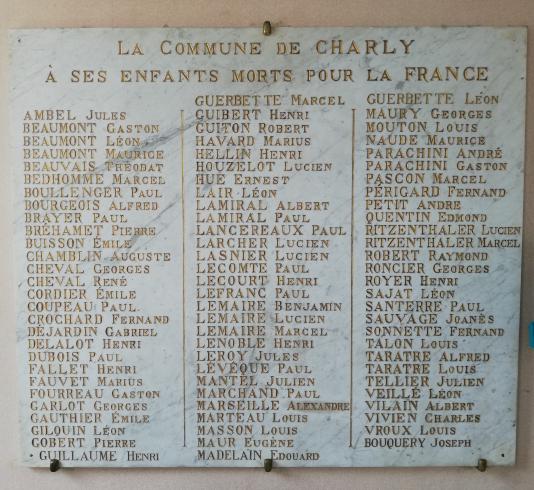 LA COMMUNE DE CHARLY
À SES ENFANTS MORTS POUR LA FRANCE
AMBEL JULES
BEAUMONT GASTON
BEAUMONT LÉON
BEAUMONT MAURICE
BEAUVAIS THÉODAT
BEDHOMME MARCEL
BOULLENGER PAUL
BOURGEOIS ALFRED
BRAYER PAUL
BRÉHAMET PIERRE
BUISSON ÉMILE
CHAMBLIN AUGUSTE
CHEVAL GEORGES
CHEVAL RENÉ
CORDIER ÉMILE
COUPEAU PAUL
CROCHARD FERNAND
DÉJARDIN GABRIEL
DELALOT HENRI
DUBOIS PAUL
FALLET HENRI
FAUVET MARIUS
FOURREAU GASTON
GARLOT GEORGES
GAUTHIER ÉMILE
GILQUIN LÉON
GOBERT PIERRE
GUILLAUME HENRI
GUERBETTE MARCEL
GUIBERT HENRI
GUITON ROBERT
HAVARD MARIUS
HELLIN HENRI
HOUZELOT LUCIEN
HUE ERNEST
LAIR LÉON
LAMIRAL ALBERT
LAMIRAL PAUL
LANCEREAUX PAUL
LARCHER LUCIEN
LASNIER LUCIEN
LECOMTE PAUL
LECOURT HENRI
LEFRANC PAUL
LEMAIRE BENJAMIN
LEMAIRE LUCIEN
LEMAIRE MARCEL
LENOBLE HENRI
LEROY JULES
LÉVÊQUE PAUL
MANTEL JULIEN
MARCHAND PAUL
MARSEILLE ALEXANDRE
MARTEAU LOUIS
MASSON LOUIS
MAUR EUGÈNE
MADELAIN EDOUARD
GUERBETTE LÉON
MAURY GEORGES
MOUTON LOUIS
NAUDE MAURICE
PARACHINI ANDRÉ
PARACHINI GASTON
PASCON MARCEL
PÉRIGARD FERNAND
PETIT ANDRE
QUENTIN EDMOND
RITZENTHALER LUCIEN
RITZENTHALER MARCEL
ROBERT RAYMOND
RONCIER GEORGES
ROYER HENRI
SAJAT LÉON
SANTERRE PAUL
SAUVAGE JOANÈS
SONNETTE FERNAND
TALON LOUIS
TARATRE ALFRED
TARATRE LOUIS
TELLIER JULIEN
VEILLÉ LÉON
VILAIN ALBERT
VIVIEN CHARLES
VROUX LOUIS
BOUQUERY JOSEPH